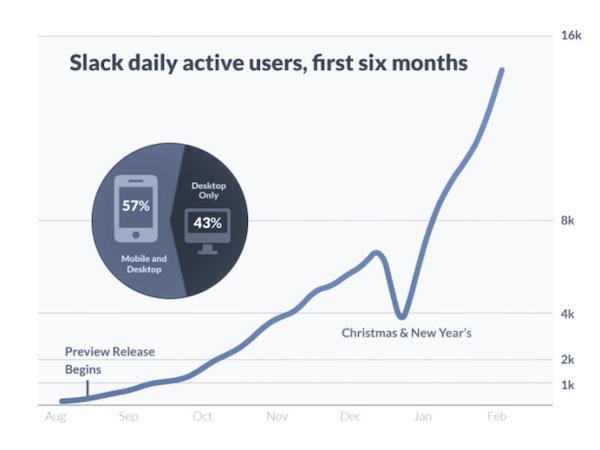 16k
Slack daily active users, first six months
Desktop
Only
57%
43%
8k
Mobile and
Desktop
4k
Christmas & New Year's
Preview Release
Begins
2k
1k
Aug Sep Oct Nov Dec Jan Feb